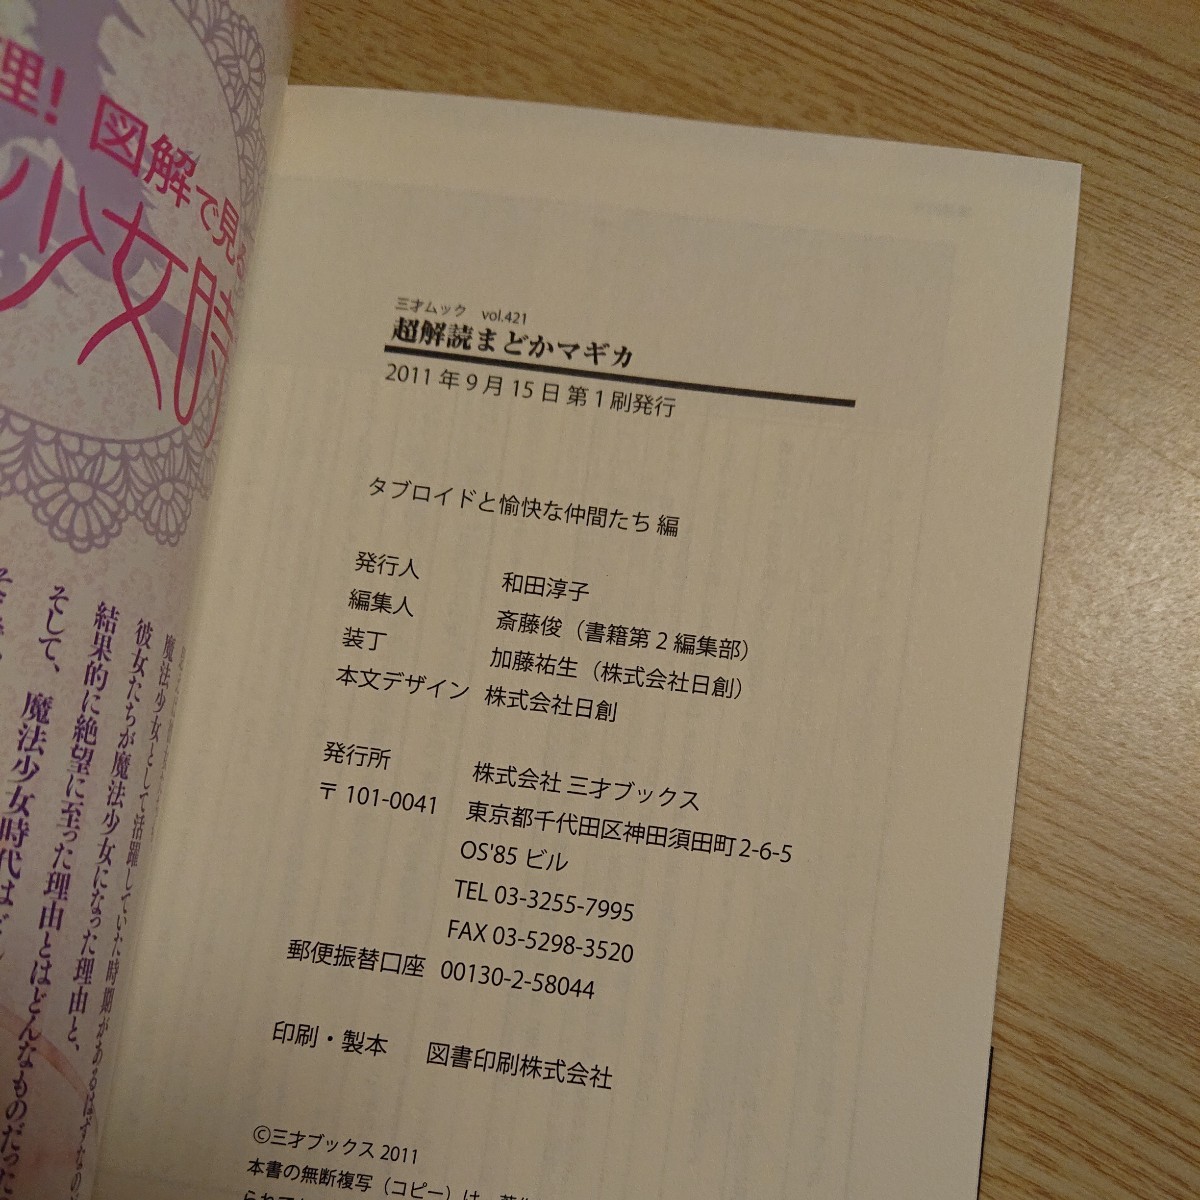 三才ムック vol.421
超解読まどかマギカ
2011年9月15日 第1刷発行
タブロイドと愉快な仲間たち 編
発行人 和田淳子
編集人 斎藤俊（書籍第2編集部）
装丁 加藤祐生（株式会社日創）
本文デザイン 株式会社日創
発行所 株式会社 三才ブックス
〒101-0041 東京都千代田区神田須田町2-6-5
OS'85 ビル
TEL 03-3255-7995
FAX 03-5298-3520
郵便振替口座 00130-2-58044
印刷・製本 図書印刷株式会社
©三才ブックス 2011
本書の無断複写（コピー）は、著作
理！ 図解で見る
少女時
魔法少女として活躍していた時期があるはずなの
彼女たちが魔法少女になった理由と、
結果的に絶望に至った理由とはどんなものだった
そして、魔法少女時代はど